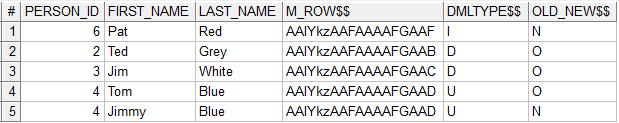 # PERSON_ID FIRST_NAME LAST_NAME M_ROW$$ DMLTYPE$$ OLD_NEW$$
1 6 Pat Red AAIYkzAAFAAAAFGAAF I N
2 2 Ted Grey AAIYkzAAFAAAAFGAAB D O
3 3 Jim White AAIYkzAAFAAAAFGAAC D O
4 4 Tom Blue AAIYkzAAFAAAAFGAAD U O
5 4 Jimmy Blue AAIYkzAAFAAAAFGAAD U N